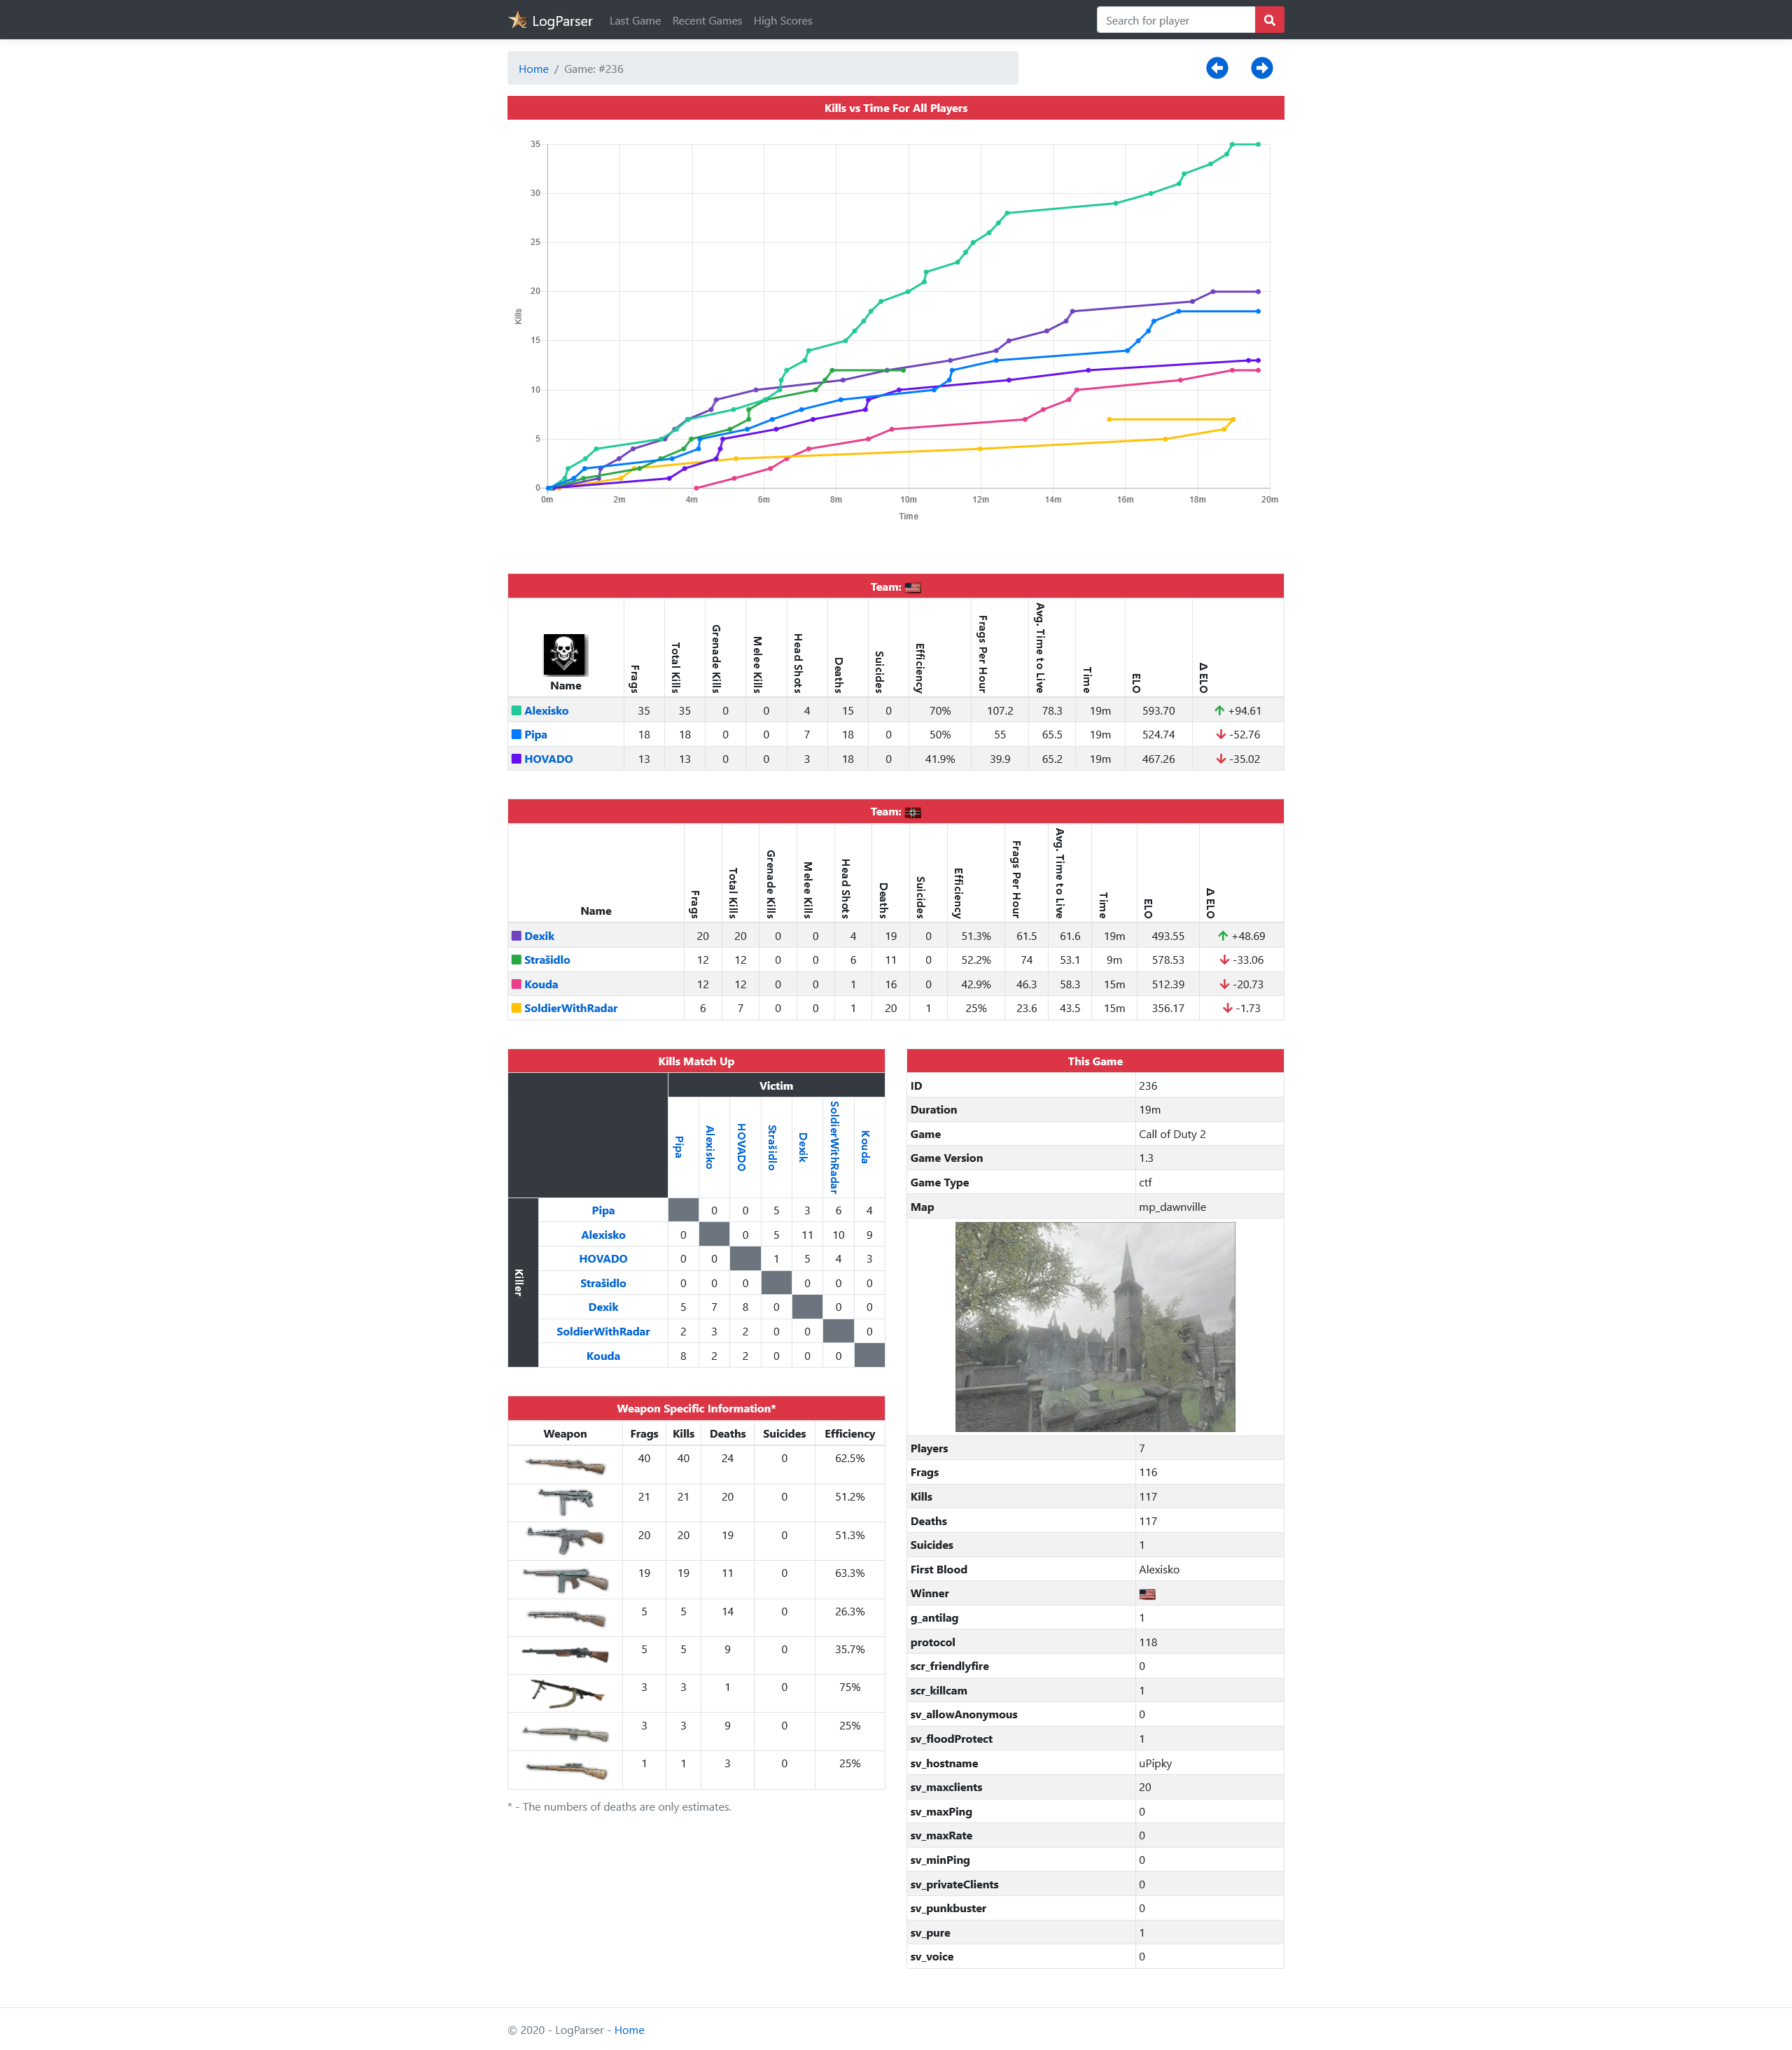 LogParser Last Game Recent Games High Scores Search for player
Home / Game: #236
Kills vs Time For All Players
35
30
25
20
15
10
5
0
Kills
0m 2m 4m 6m 8m 10m 12m 14m 16m 18m 20m
Time
Team:
Name Frags Total Kills Grenade Kills Melee Kills Head Shots Deaths Suicides Efficiency Frags Per Hour Avg. Time to Live Time ELO Δ ELO
Alexisko 35 35 0 0 4 15 0 70% 107.2 78.3 19m 593.70 +94.61
Pipa 18 18 0 0 7 18 0 50% 55 65.5 19m 524.74 -52.76
HOVADO 13 13 0 0 3 18 0 41.9% 39.9 65.2 19m 467.26 -35.02
Team:
Name Frags Total Kills Grenade Kills Melee Kills Head Shots Deaths Suicides Efficiency Frags Per Hour Avg. Time to Live Time ELO Δ ELO
Dexik 20 20 0 0 4 19 0 51.3% 61.5 61.6 19m 493.55 +48.69
Strašidlo 12 12 0 0 6 11 0 52.2% 74 53.1 9m 578.53 -33.06
Kouda 12 12 0 0 1 16 0 42.9% 46.3 58.3 15m 512.39 -20.73
SoldierWithRadar 6 7 0 0 1 20 1 25% 23.6 43.5 15m 356.17 -1.73
Kills Match Up
Victim
Pipa Alexisko HOVADO Strašidlo Dexik SoldierWithRadar Kouda
Killer
Pipa 0 0 5 3 6 4
Alexisko 0 0 5 11 10 9
HOVADO 0 0 1 5 4 3
Strašidlo 0 0 0 0 0 0
Dexik 5 7 8 0 0 0
SoldierWithRadar 2 3 2 0 0 0
Kouda 8 2 2 0 0 0
Weapon Specific Information*
Weapon Frags Kills Deaths Suicides Efficiency
40 40 24 0 62.5%
21 21 20 0 51.2%
20 20 19 0 51.3%
19 19 11 0 63.3%
5 5 14 0 26.3%
5 5 9 0 35.7%
3 3 1 0 75%
3 3 9 0 25%
1 1 3 0 25%
* - The numbers of deaths are only estimates.
This Game
ID 236
Duration 19m
Game Call of Duty 2
Game Version 1.3
Game Type ctf
Map mp_dawnville
Players 7
Frags 116
Kills 117
Deaths 117
Suicides 1
First Blood Alexisko
Winner
g_antilag 1
protocol 118
scr_friendlyfire 0
scr_killcam 1
sv_allowAnonymous 0
sv_floodProtect 1
sv_hostname uPipky
sv_maxclients 20
sv_maxPing 0
sv_maxRate 0
sv_minPing 0
sv_privateClients 0
sv_punkbuster 0
sv_pure 1
sv_voice 0
© 2020 - LogParser - Home